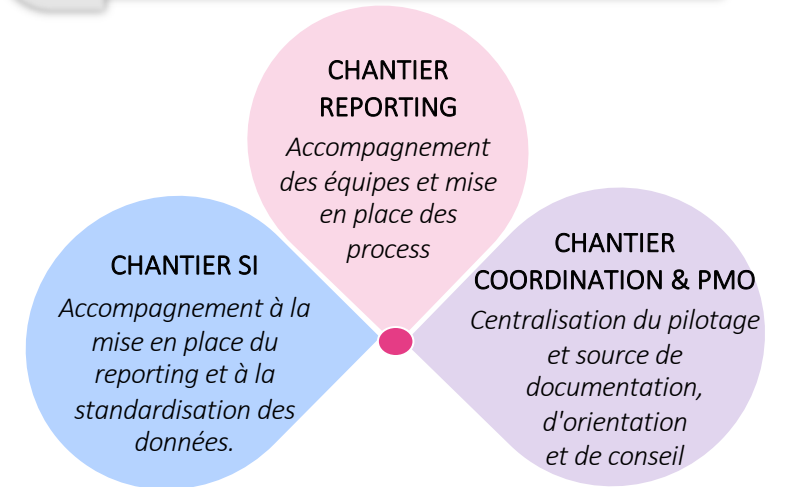 CHANTIER
REPORTING
Accompagnement
des équipes et mise
en place des
process
CHANTIER SI
Accompagnement à la
mise en place du
reporting et à la
standardisation des
données.
CHANTIER
COORDINATION & PMO
Centralisation du pilotage
et source de
documentation,
d'orientation
et de conseil